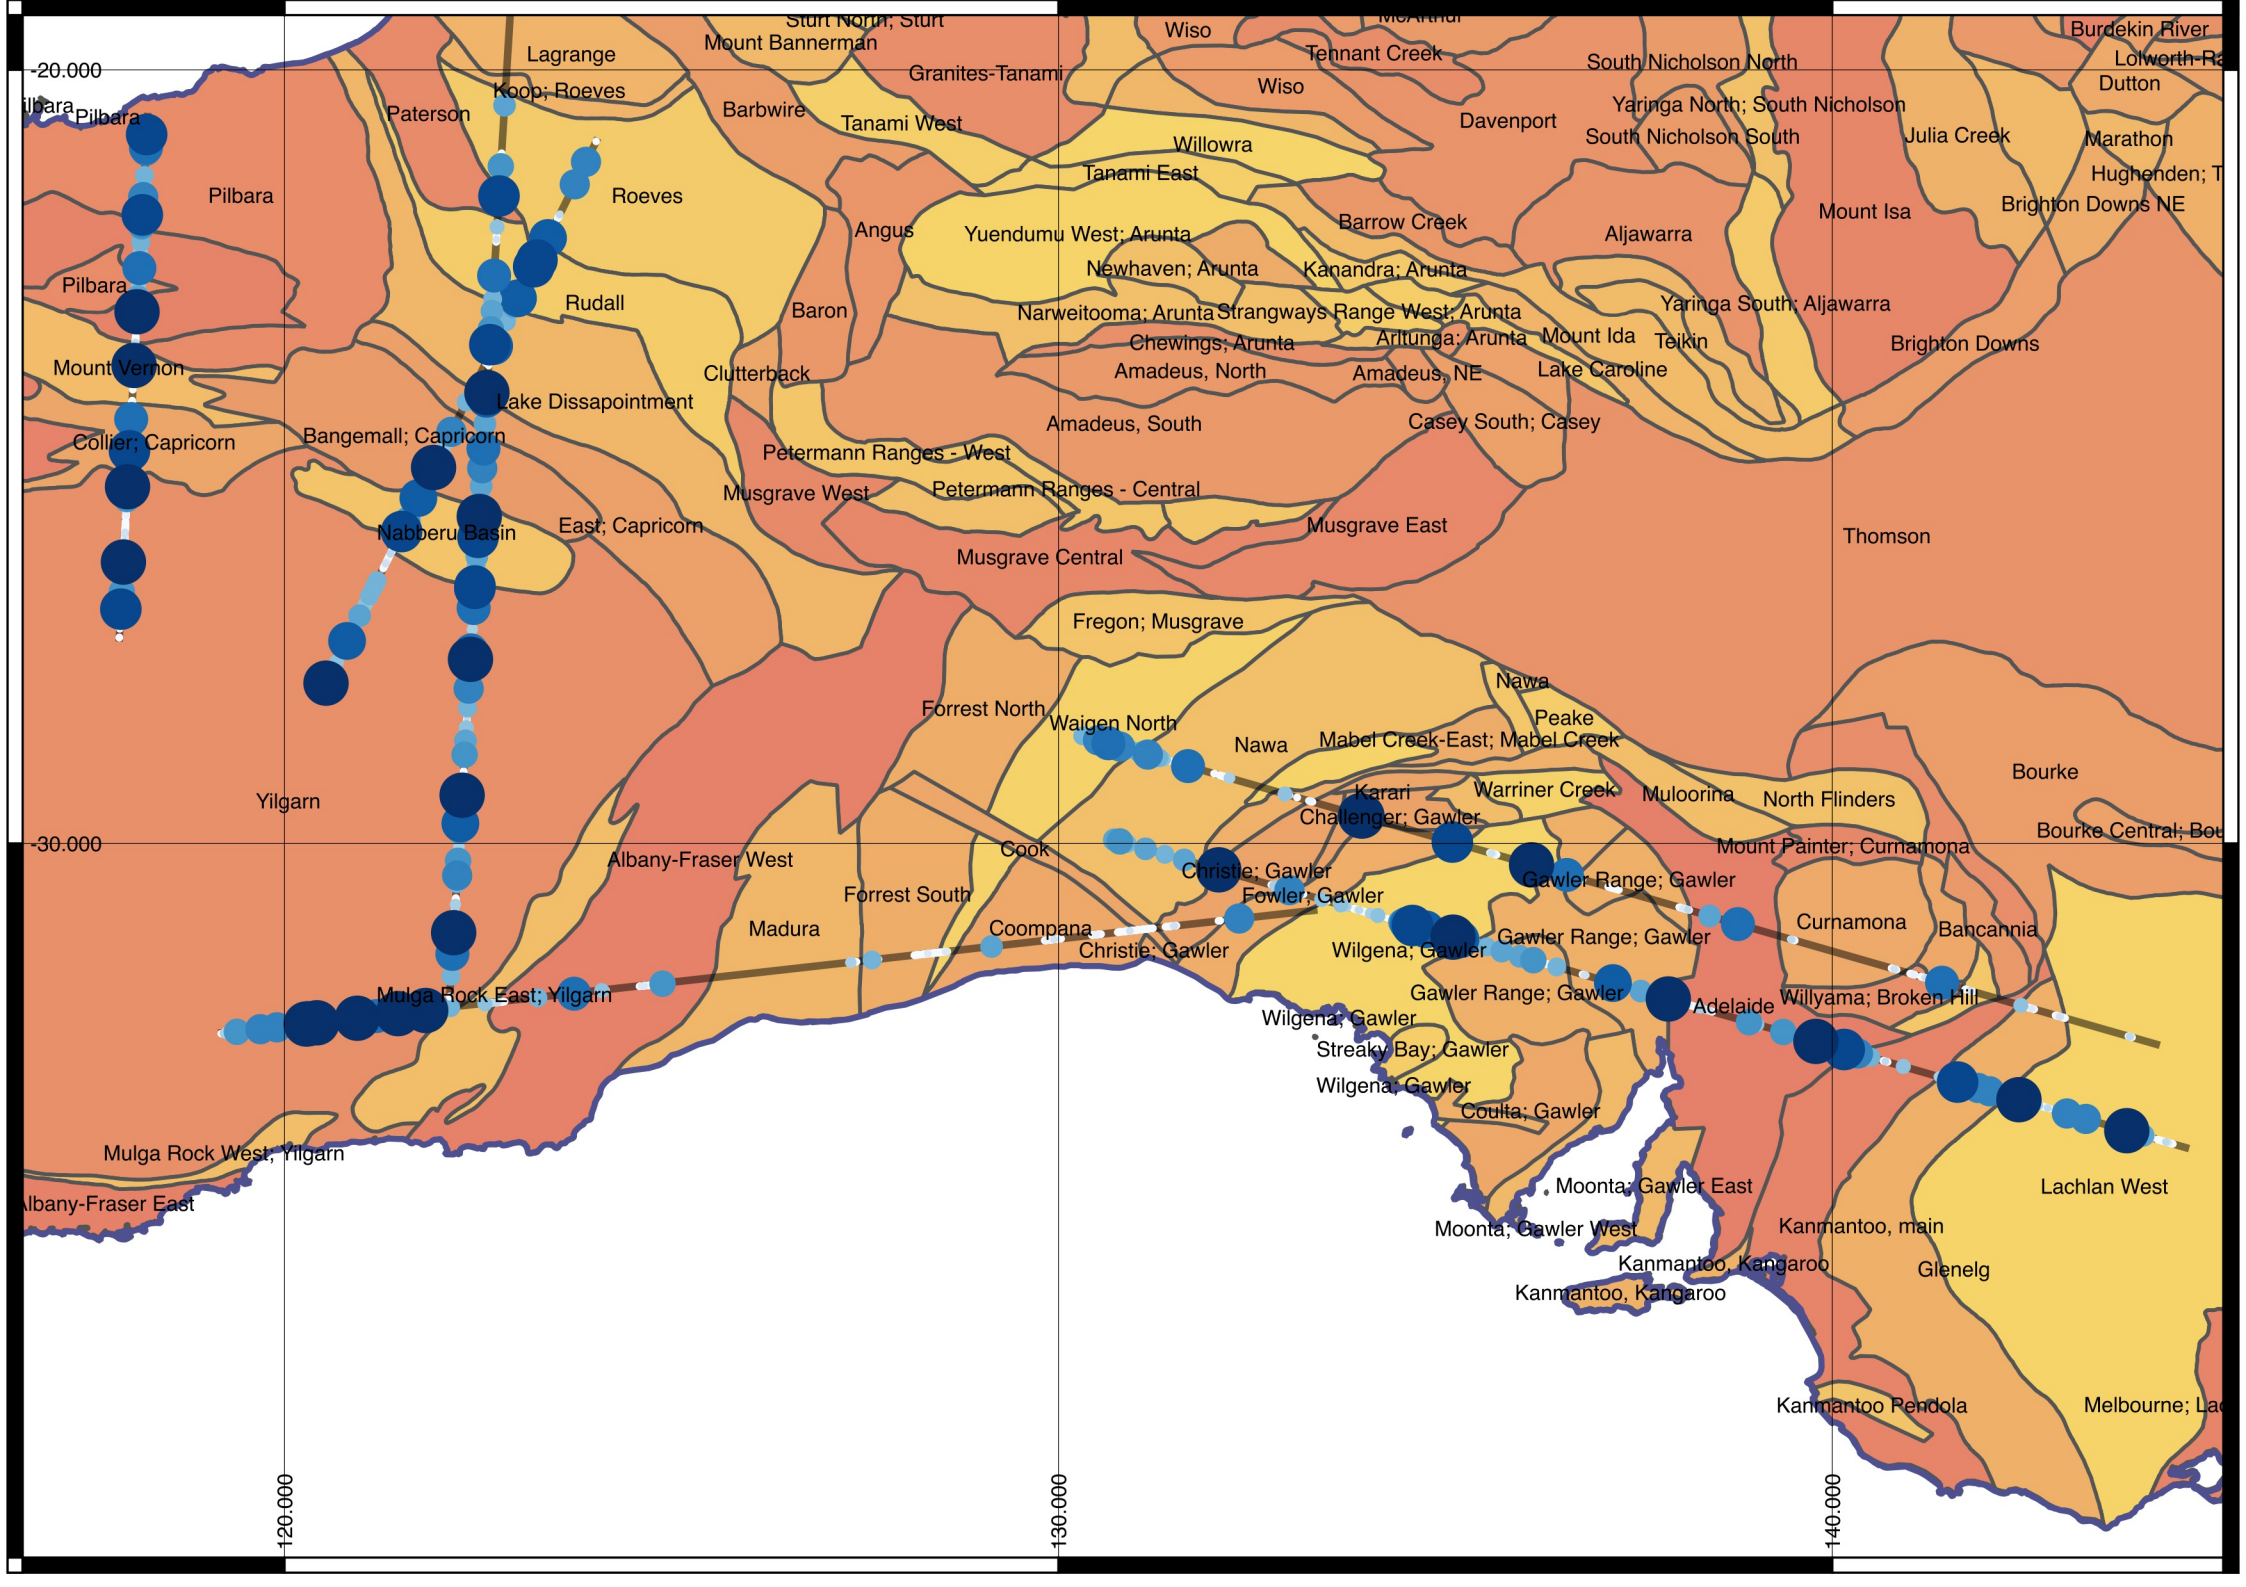 Sturt North; Sturt
McArthur
Wiso
Burdekin River
Mount Bannerman
Lagrange
Tennant Creek
South Nicholson North
Lolworth-Ra
-20.000
Granites-Tanami
Wiso
Dutton
Koop; Roeves
ilbara
Pilbara
Paterson
Barbwire
Tanami West
Davenport
Yaringa North; South Nicholson
South Nicholson South
Julia Creek
Marathon
Willowra
Tanami East
Hughenden; T
Pilbara
Roeves
Brighton Downs NE
Mount Isa
Angus
Yuendumu West; Arunta
Barrow Creek
Aljawarra
Newhaven; Arunta
Kanandra; Arunta
Pilbara
Rudall
Baron
Narweitooma; Arunta
Strangways Range West; Arunta
Yaringa South; Aljawarra
Chewings; Arunta
Aritunga; Arunta
Mount Ida
Teikin
Brighton Downs
Mount Vernon
Clutterback
Amadeus, North
Amadeus, NE
Lake Caroline
Lake Dissapointment
Collier; Capricorn
Bangemall; Capricorn
Amadeus, South
Casey South; Casey
Petermann Ranges - West
Musgrave West
Petermann Ranges - Central
Nabberu Basin
East; Capricorn
Musgrave East
Thomson
Musgrave Central
Fregon; Musgrave
Nawa
Forrest North
Waigen North
Peake
Nawa
Mabel Creek-East; Mabel Creek
Bourke
Yilgarn
Karari
Warriner Creek
Muloorina
North Flinders
Challenger; Gawler
Bourke Central; Bou
-30.000
Cook
Mount Painter; Curnamona
Albany-Fraser West
Christie; Gawler
Gawler Range; Gawler
Forrest South
Fowler; Gawler
Madura
Coompana
Curnamona
Bancannia
Christie; Gawler
Wilgena; Gawler
Gawler Range; Gawler
Mulga Rock East; Yilgarn
Gawler Range; Gawler
Adelaide
Willyama; Broken Hill
Wilgena; Gawler
Streaky Bay; Gawler
Wilgena; Gawler
Coulta; Gawler
Mulga Rock West; Yilgarn
Albany-Fraser East
Moonta; Gawler East
Lachlan West
Moonta; Gawler West
Kanmantoo, main
Kanmantoo, Kangaroo
Glenelg
Kanmantoo, Kangaroo
Kanmantoo Pendola
Melbourne; Lac
120.000
130.000
140.000